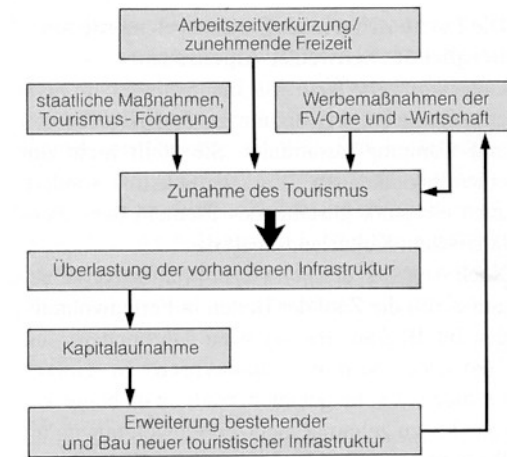 Arbeitszeitverkürzung/
zunehmende Freizeit
staatliche Maßnahmen,
Tourismus-Förderung
Werbemaßnahmen der
FV-Orte und -Wirtschaft
Zunahme des Tourismus
Überlastung der vorhandenen Infrastruktur
Kapitalaufnahme
Erweiterung bestehender
und Bau neuer touristischer Infrastruktur